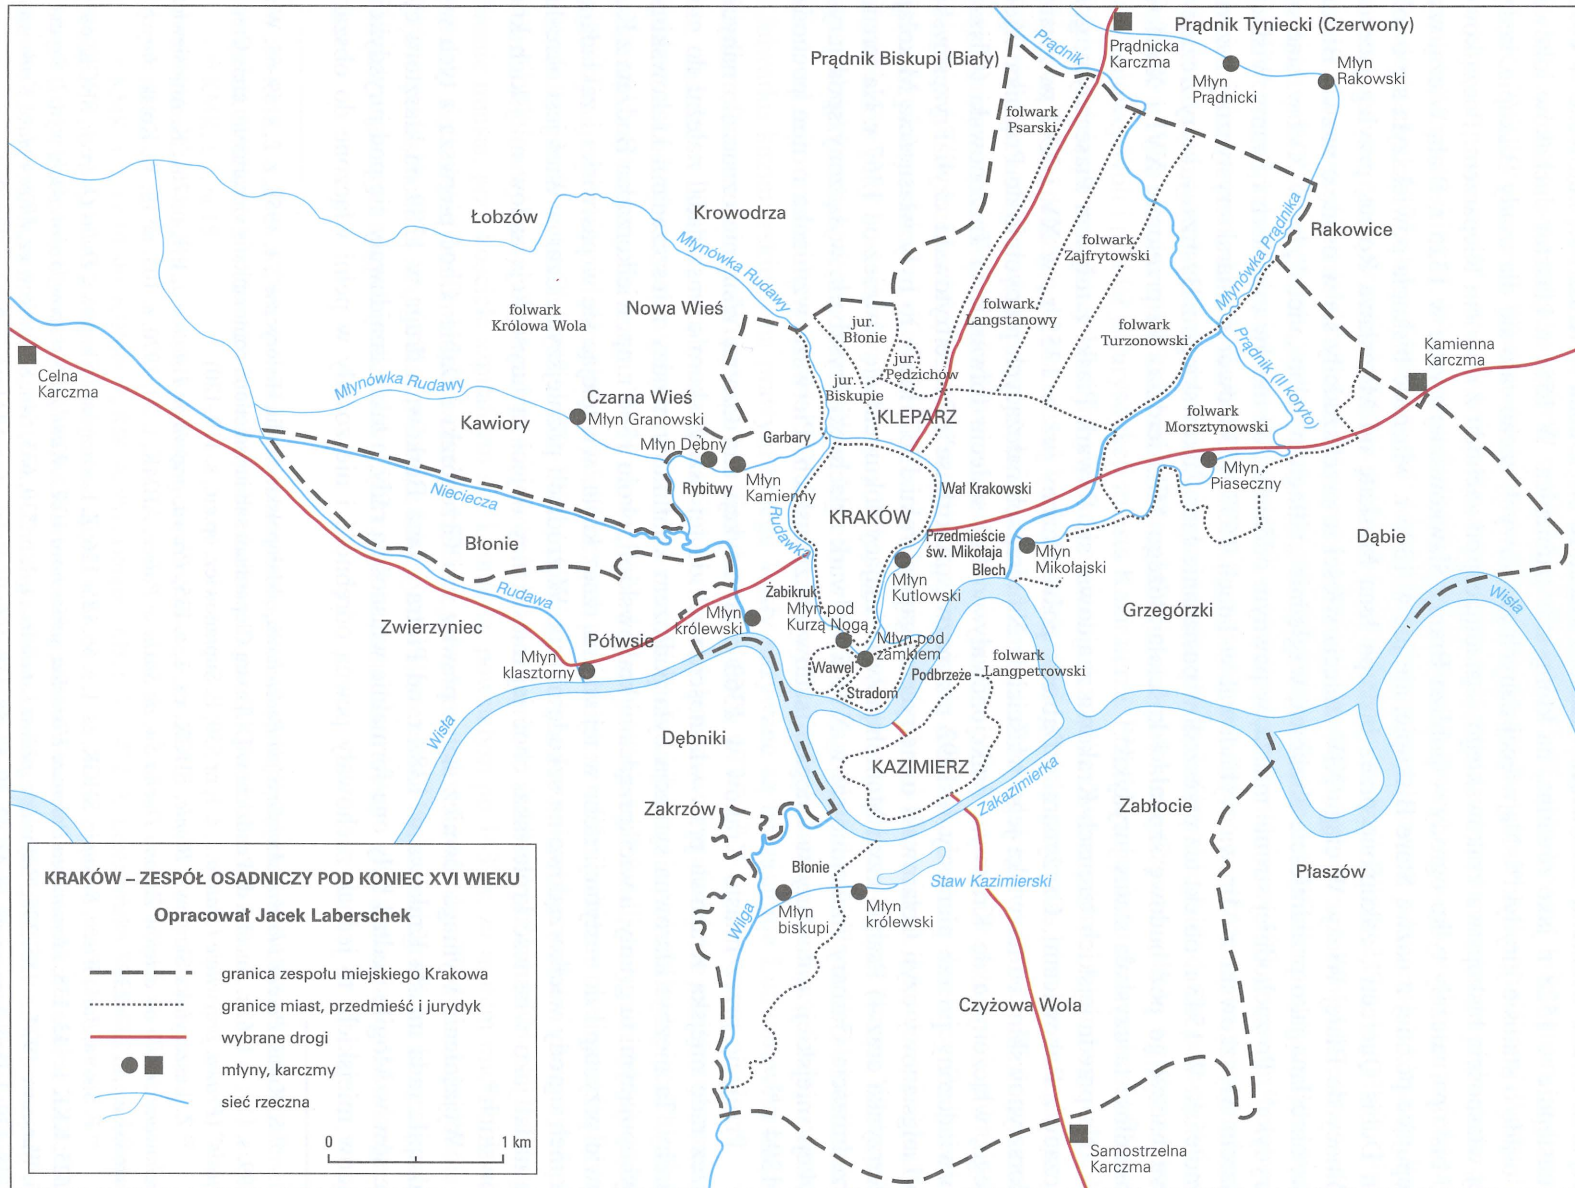 Prądnik Tyniecki (Czerwony)
Prądnik
Prądnicka
Karczma
Prądnik Biskupi (Biały)
Młyn
Rakowski
Młyn
Prądnicki
folwark
Psarski
Łobzów
Krowodrza
Młynówka Rudawy
folwark
Zajfrytowski
Młynówka Prądnika
Rakowice
folwark
Królowa Wola
Nowa Wieś
jur.
Błonie
folwark
Langstanowy
folwark
Turzonowski
Prądnik (II koryto)
Kamienna
Karczma
Celna
Karczma
Młynówka Rudawy
jur.
Pędzichów
jur.
Biskupie
Czarna Wieś
Młyn Granowski
Kawiory
KLEPARZ
folwark
Morsztynowski
Młyn Dębny
Garbary
Młyn
Kamienny
Rybitwy
Młyn
Piaseczny
Nieciecza
Wał Krakowski
KRAKÓW
Rudawka
Błonie
Przedmieście
św. Mikołaja
Blech
Młyn
Mikołajski
Dąbie
Młyn
Kutlowski
Rudawa
Żabikruk
Młyn pod
Kurzą Nogą
Młyn
królewski
Grzegórzki
Wisła
Zwierzyniec
Półwsie
Młyn pod
zamkiem
Młyn
klasztorny
Wawel
Podbrzeże
folwark
Langpetrowski
Stradom
Wisła
Dębniki
KAZIMIERZ
Zakazimierka
Zakrzów
Zabłocie
Błonie
Staw Kazimierski
Płaszów
Młyn
biskupi
Młyn
królewski
Wilga
Czyżowa Wola
Samostrzelna
Karczma
KRAKÓW – ZESPÓŁ OSADNICZY POD KONIEC XVI WIEKU
Opracował Jacek Laberschek
granica zespołu miejskiego Krakowa
granice miast, przedmieść i jurydyk
wybrane drogi
młyny, karczmy
sieć rzeczna
0 1 km